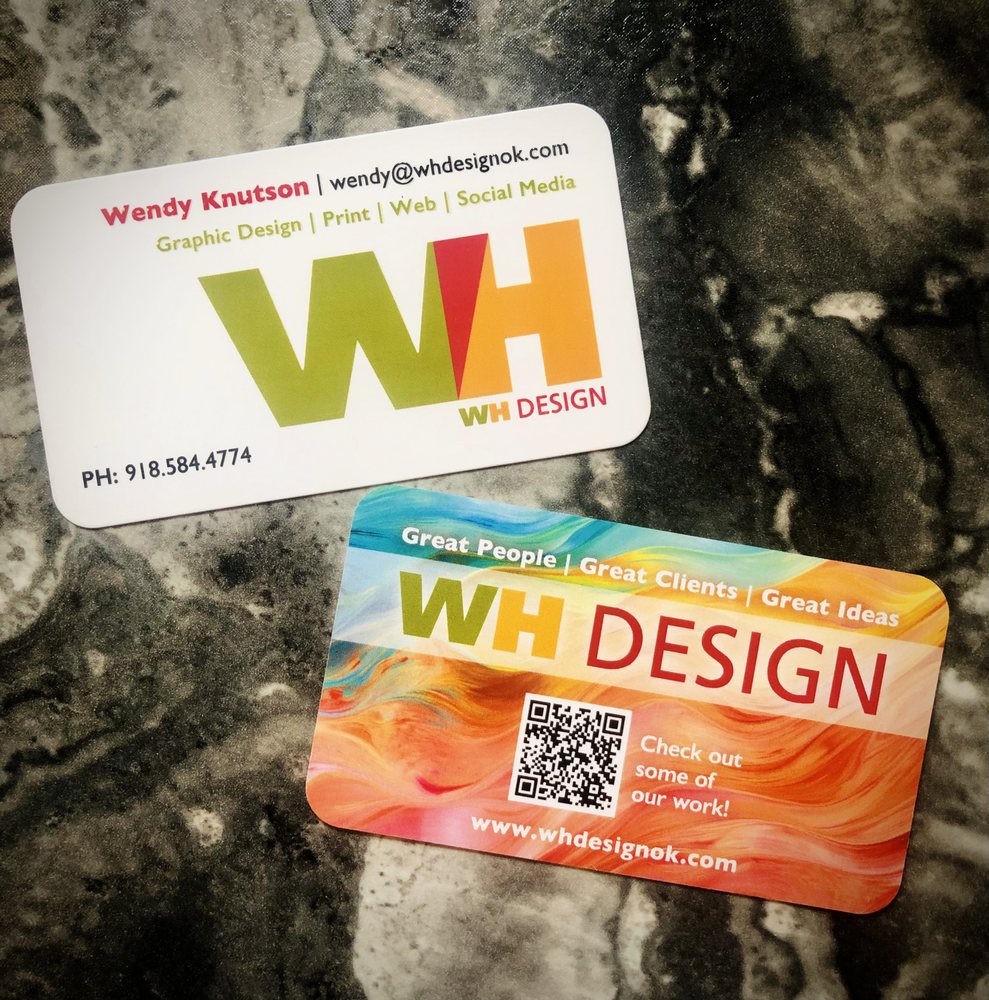 Wendy Knutson | wendy@whdesignok.com
Graphic Design | Print | Web | Social Media
WH
WH DESIGN
PH: 918.584.4774
Great People | Great Clients | Great Ideas
WH DESIGN
Check out
some of
our work!
www.whdesignok.com